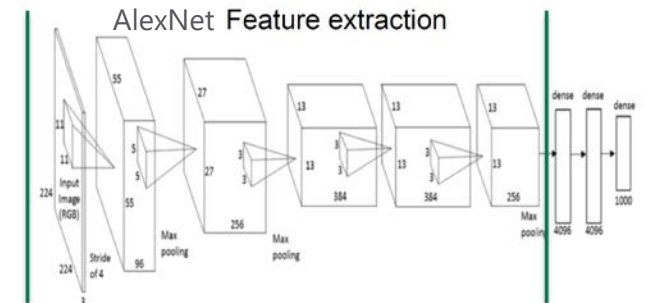 AlexNet Feature extraction
55
27
13
13
13
dense
dense
dense
11
11
5
5
3
3
3
3
3
3
224
Input
Image
(RGB)
55
27
13
13
13
384
384
256
1000
256
Max
pooling
4096
4096
224
Stride
of 4
96
Max
pooling
Max
pooling
3